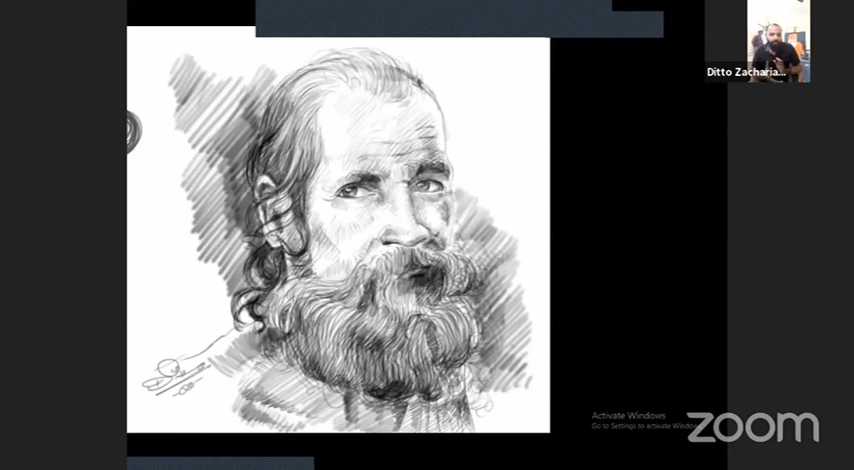 Ditto Zacharia...
Activate Windows
Go to Settings to activate Windows.
zoom